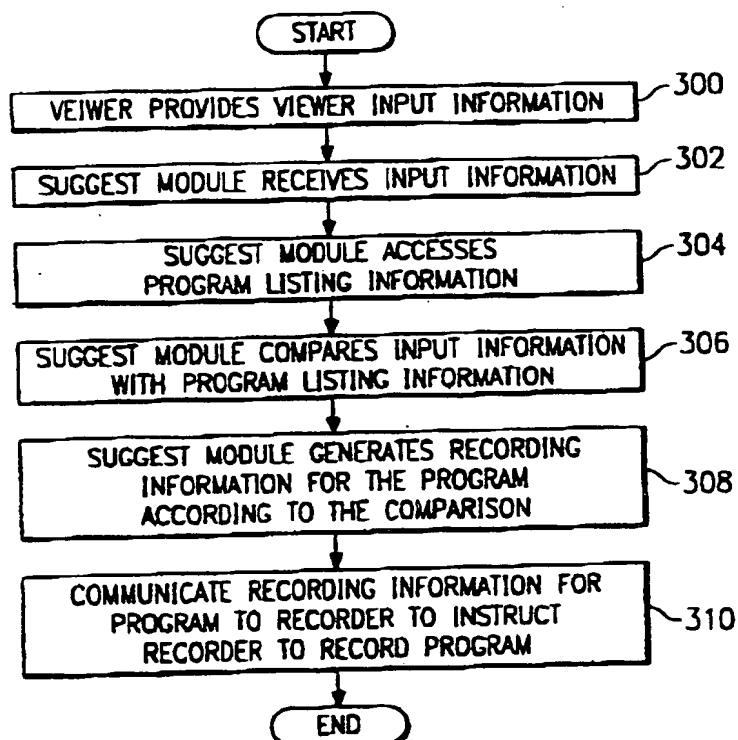 START
VEIWER PROVIDES VIEWER INPUT INFORMATION
300
SUGGEST MODULE RECEIVES INPUT INFORMATION
302
SUGGEST MODULE ACCESSES
PROGRAM LISTING INFORMATION
304
SUGGEST MODULE COMPARES INPUT INFORMATION
WITH PROGRAM LISTING INFORMATION
306
SUGGEST MODULE GENERATES RECORDING
INFORMATION FOR THE PROGRAM
ACCORDING TO THE COMPARISON
308
COMMUNICATE RECORDING INFORMATION FOR
PROGRAM TO RECORDER TO INSTRUCT
RECORDER TO RECORD PROGRAM
310
END